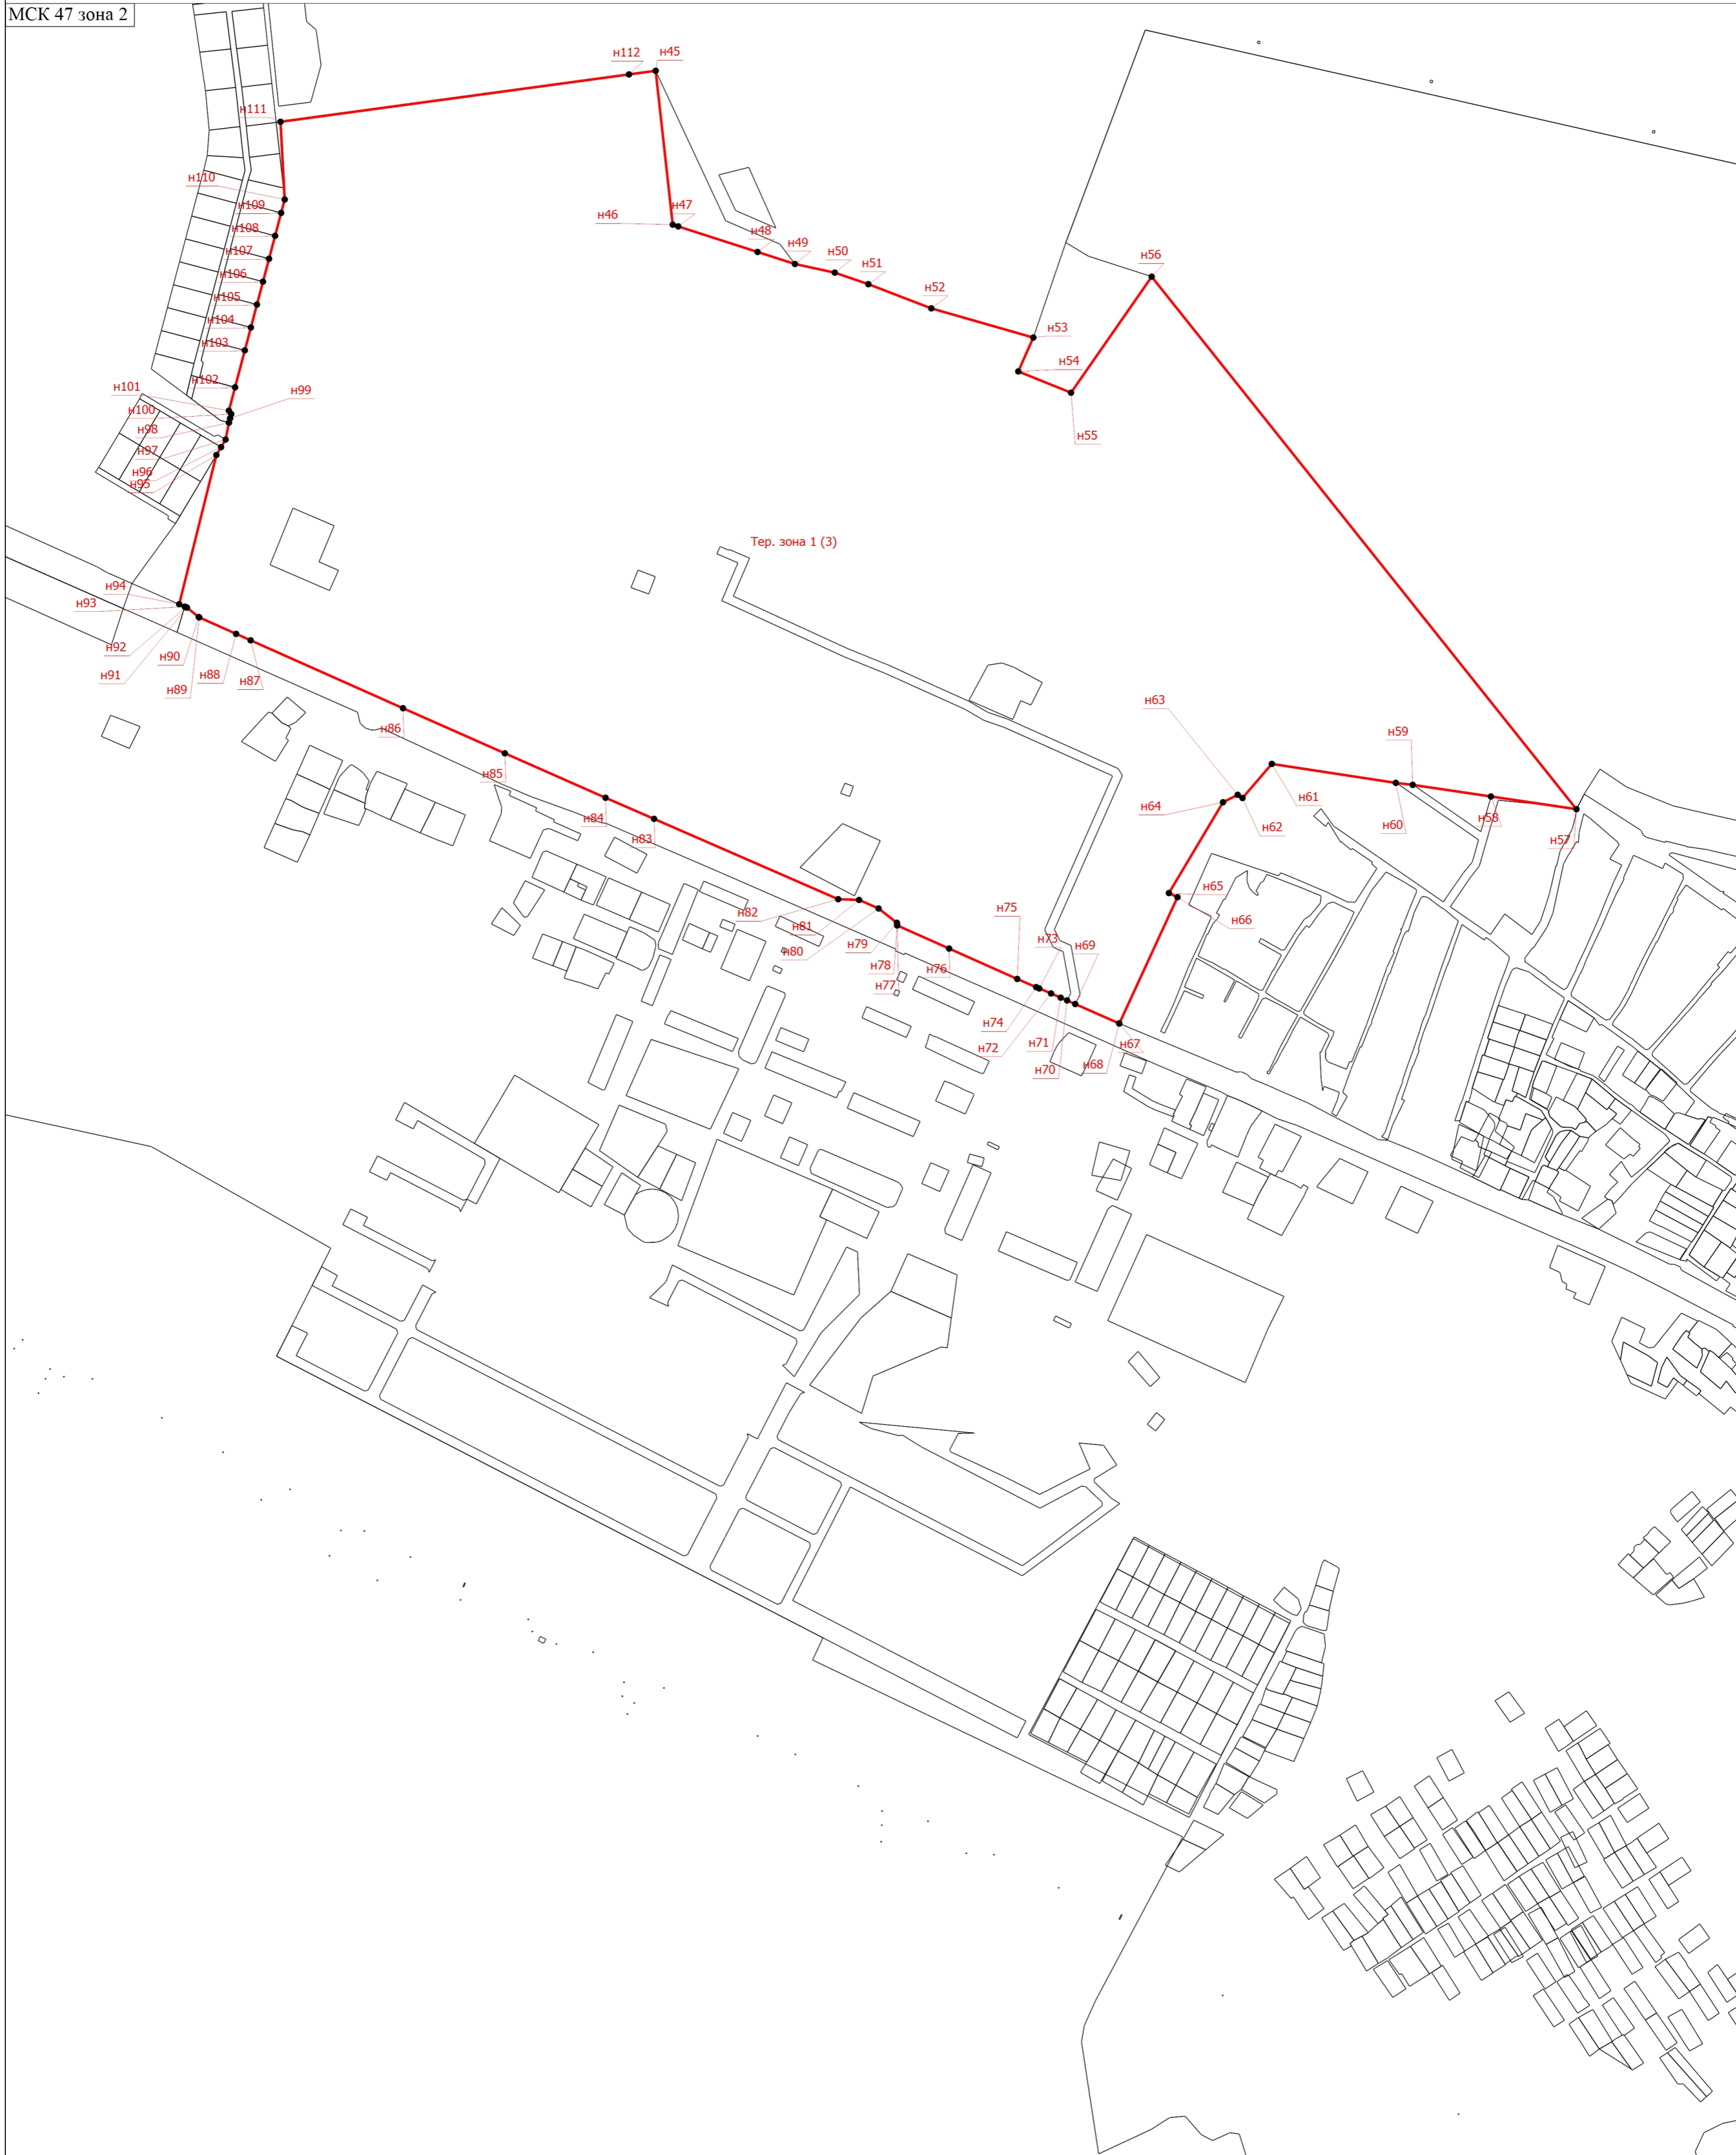 МСК 47 зона 2
н112
н45
н111
н110
н109
н108
н107
н106
н105
н104
н103
н102
н101
н99
н100
н98
н97
н96
н95
н46
н47
н48
н49
н50
н51
н52
н53
н54
н55
н56
Тер. зона 1 (3)
н94
н93
н92
н91
н90
н89
н88
н87
н86
н85
н84
н83
н82
н81
н80
н79
н78
н77
н76
н75
н74
н73
н72
н71
н70
н69
н68
н67
н66
н65
н64
н63
н62
н61
н60
н59
н58
н57